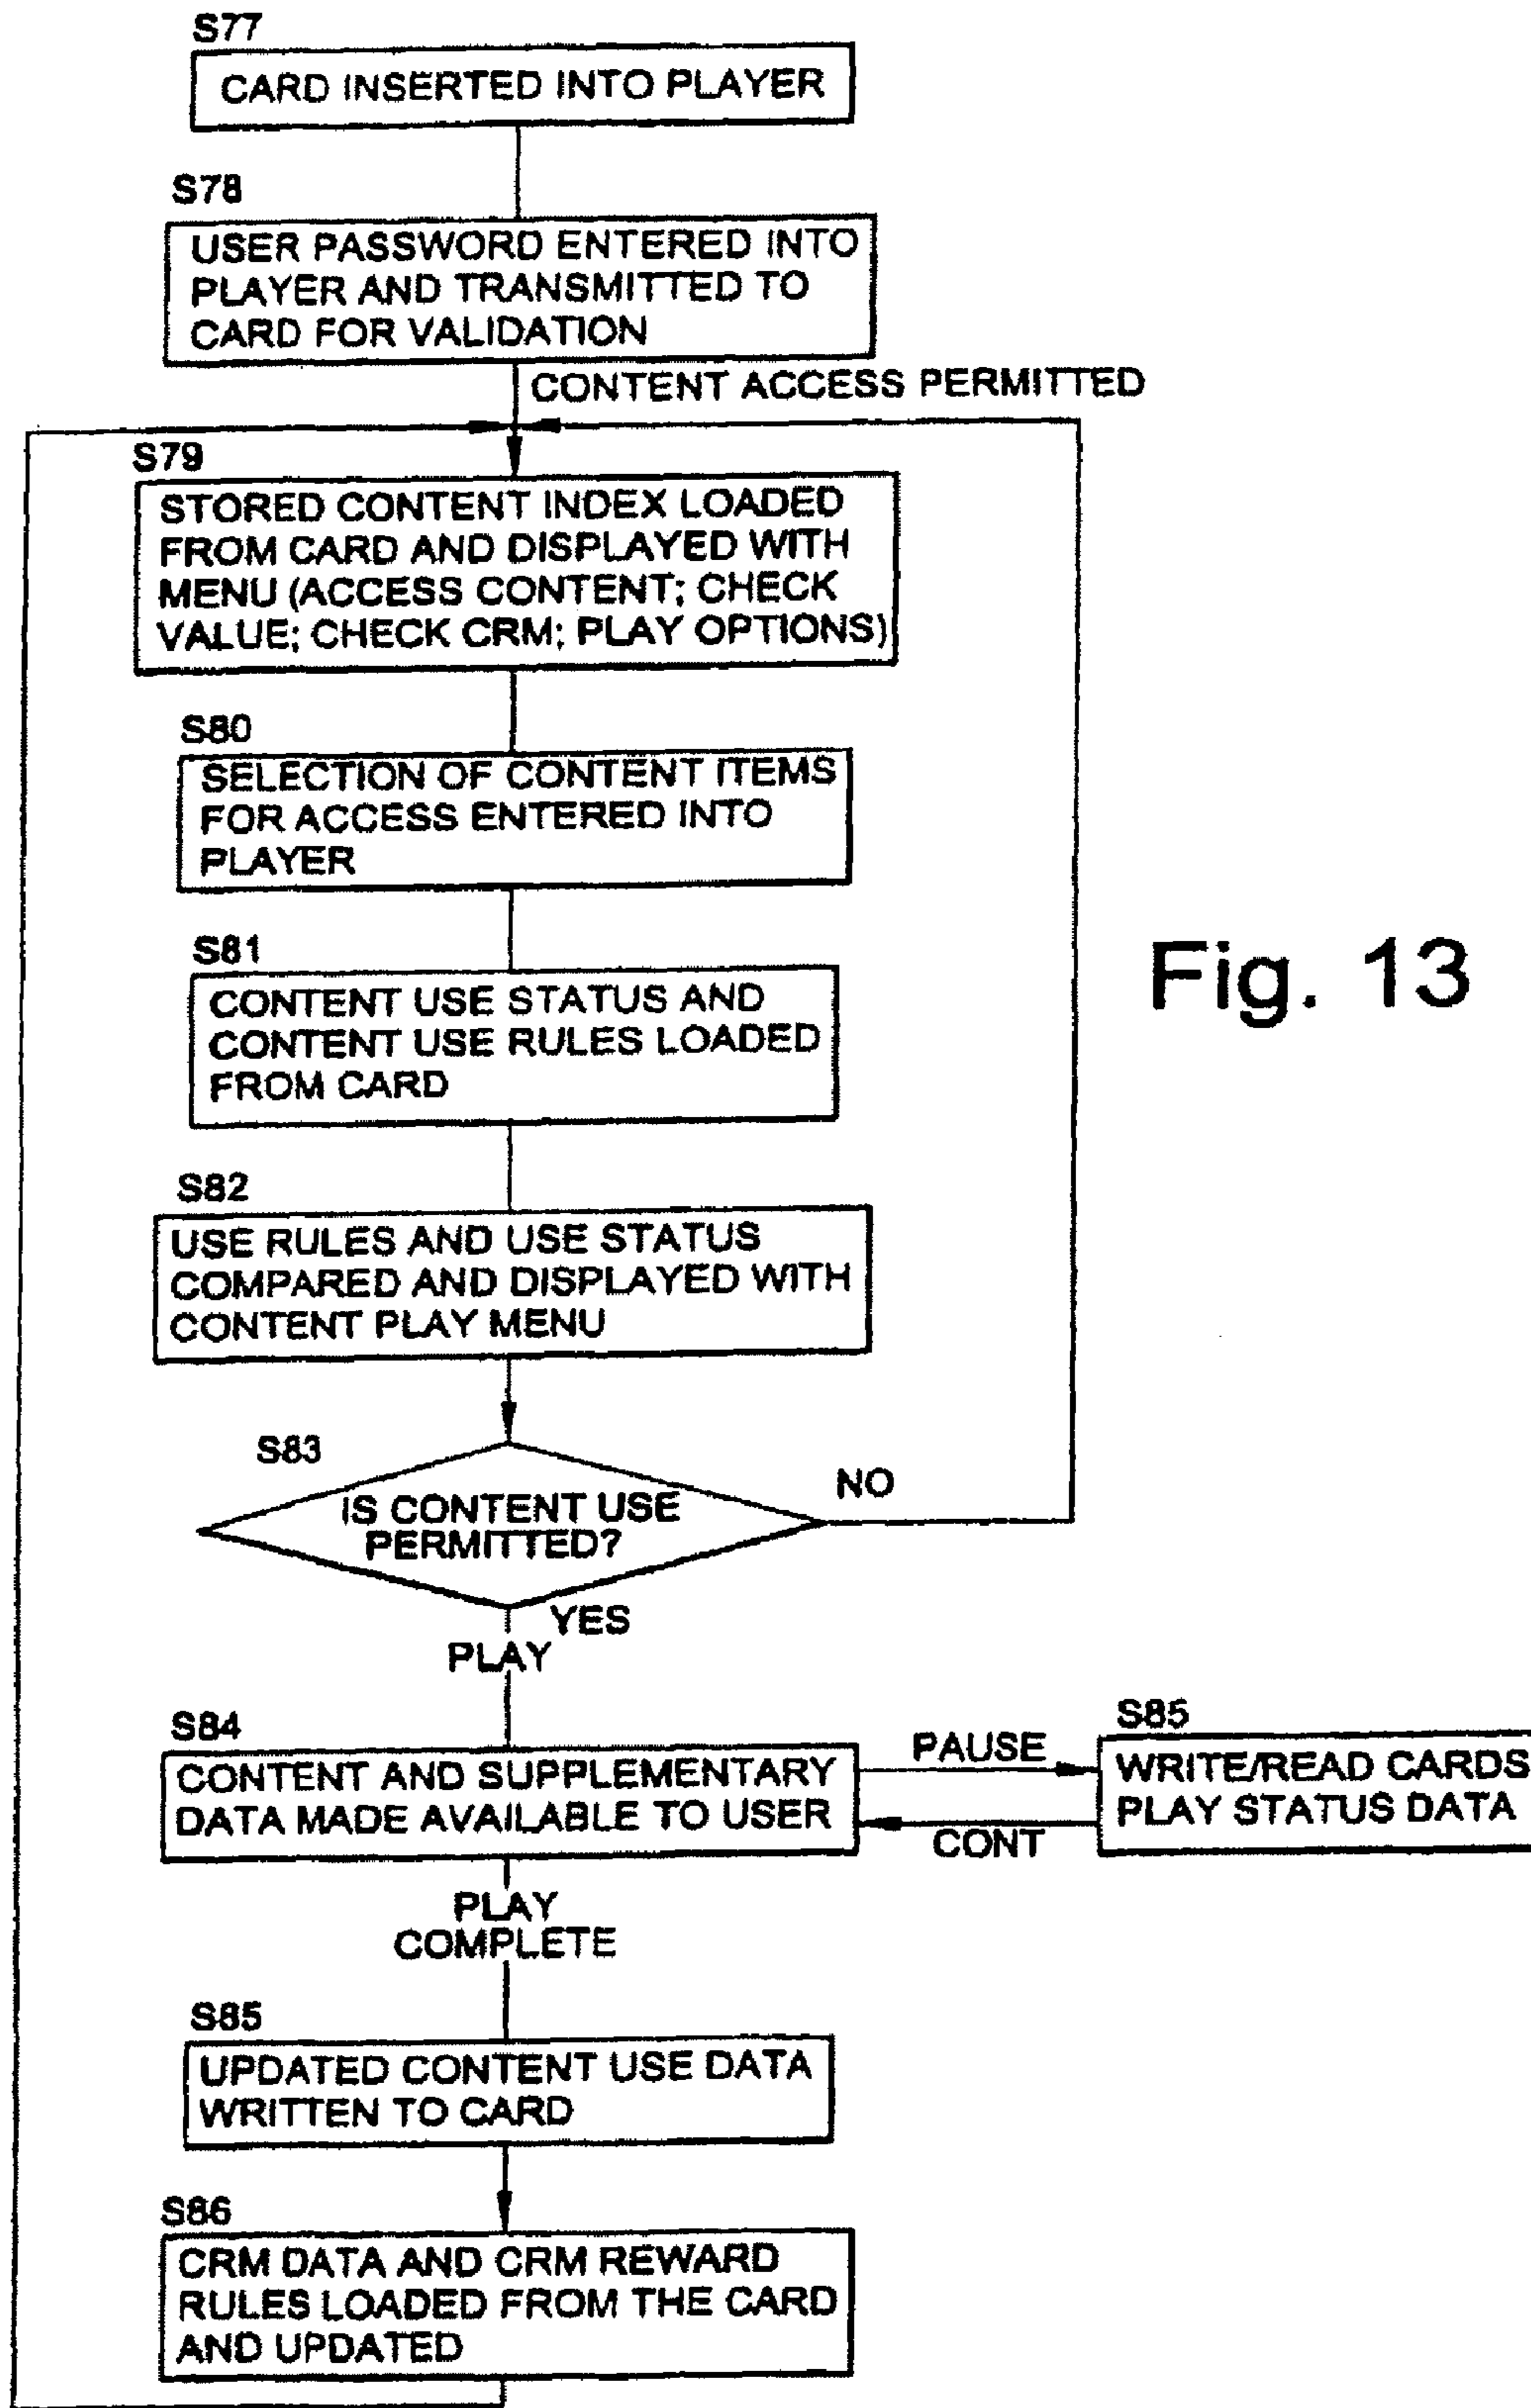 S77
CARD INSERTED INTO PLAYER
S78
USER PASSWORD ENTERED INTO
PLAYER AND TRANSMITTED TO
CARD FOR VALIDATION
CONTENT ACCESS PERMITTED
S79
STORED CONTENT INDEX LOADED
FROM CARD AND DISPLAYED WITH
MENU (ACCESS CONTENT; CHECK
VALUE; CHECK CRM; PLAY OPTIONS)
S80
SELECTION OF CONTENT ITEMS
FOR ACCESS ENTERED INTO
PLAYER
S81
CONTENT USE STATUS AND
CONTENT USE RULES LOADED
FROM CARD
Fig. 13
S82
USE RULES AND USE STATUS
COMPARED AND DISPLAYED WITH
CONTENT PLAY MENU
S83
IS CONTENT USE
PERMITTED?
NO
YES
PLAY
S84
CONTENT AND SUPPLEMENTARY
DATA MADE AVAILABLE TO USER
PAUSE
CONT
S85
WRITE/READ CARDS
PLAY STATUS DATA
PLAY
COMPLETE
S85
UPDATED CONTENT USE DATA
WRITTEN TO CARD
S86
CRM DATA AND CRM REWARD
RULES LOADED FROM THE CARD
AND UPDATED